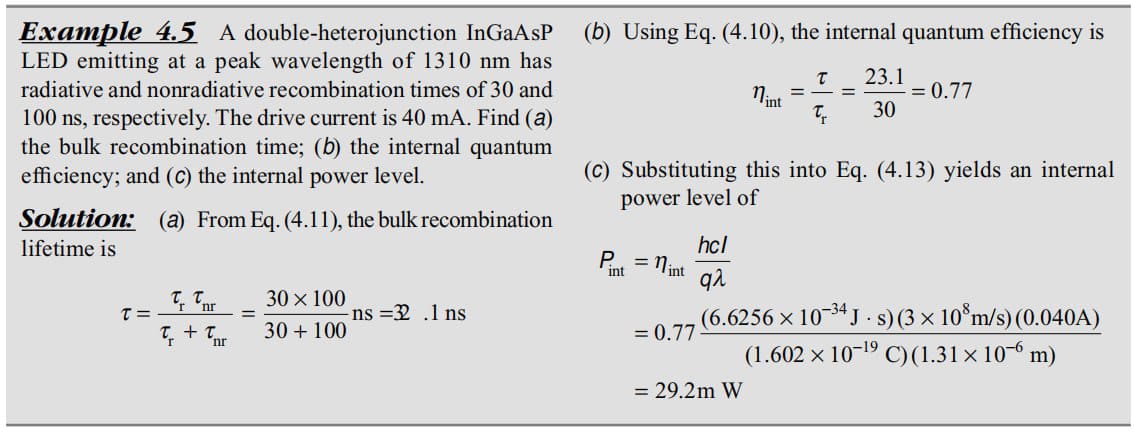 Example 4.5 A double-heterojunction InGaAsP
LED emitting at a peak wavelength of 1310 nm has
radiative and nonradiative recombination times of 30 and
100 ns, respectively. The drive current is 40 mA. Find (a)
the bulk recombination time; (b) the internal quantum
efficiency; and (c) the internal power level.
Solution: (a) From Eq. (4.11), the bulk recombination
lifetime is
τ = τr τnr / τr + τnr = 30 × 100 / 30 + 100 ns =32 .1 ns
(b) Using Eq. (4.10), the internal quantum efficiency is
ηint = τ / τr = 23.1 / 30 = 0.77
(c) Substituting this into Eq. (4.13) yields an internal
power level of
Pint = ηint hcI / qλ
= 0.77 (6.6256 × 10⁻³⁴ J · s) (3 × 10⁸ m/s) (0.040A) / (1.602 × 10⁻¹⁹ C) (1.31 × 10⁻⁶ m)
= 29.2m W